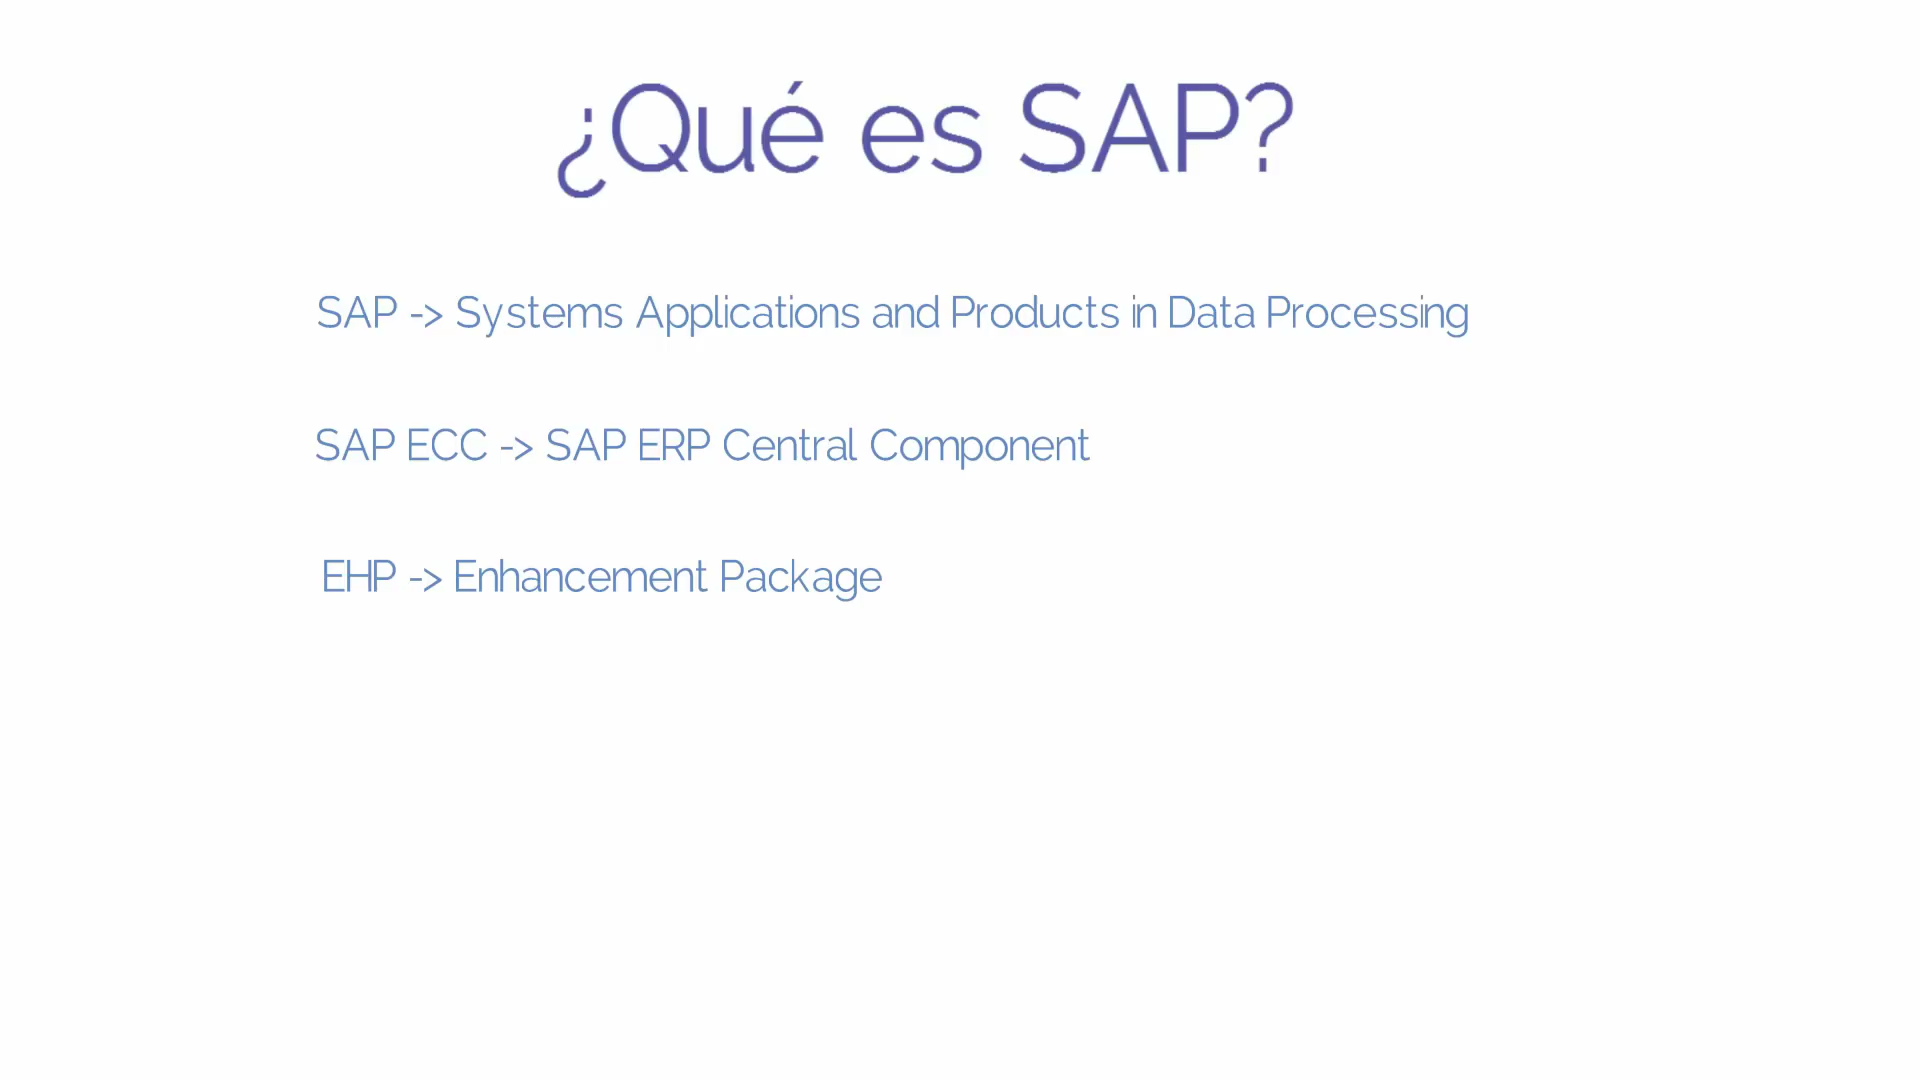 ¿Qué es SAP?
SAP -> Systems Applications and Products in Data Processing
SAP ECC -> SAP ERP Central Component
EHP -> Enhancement Package